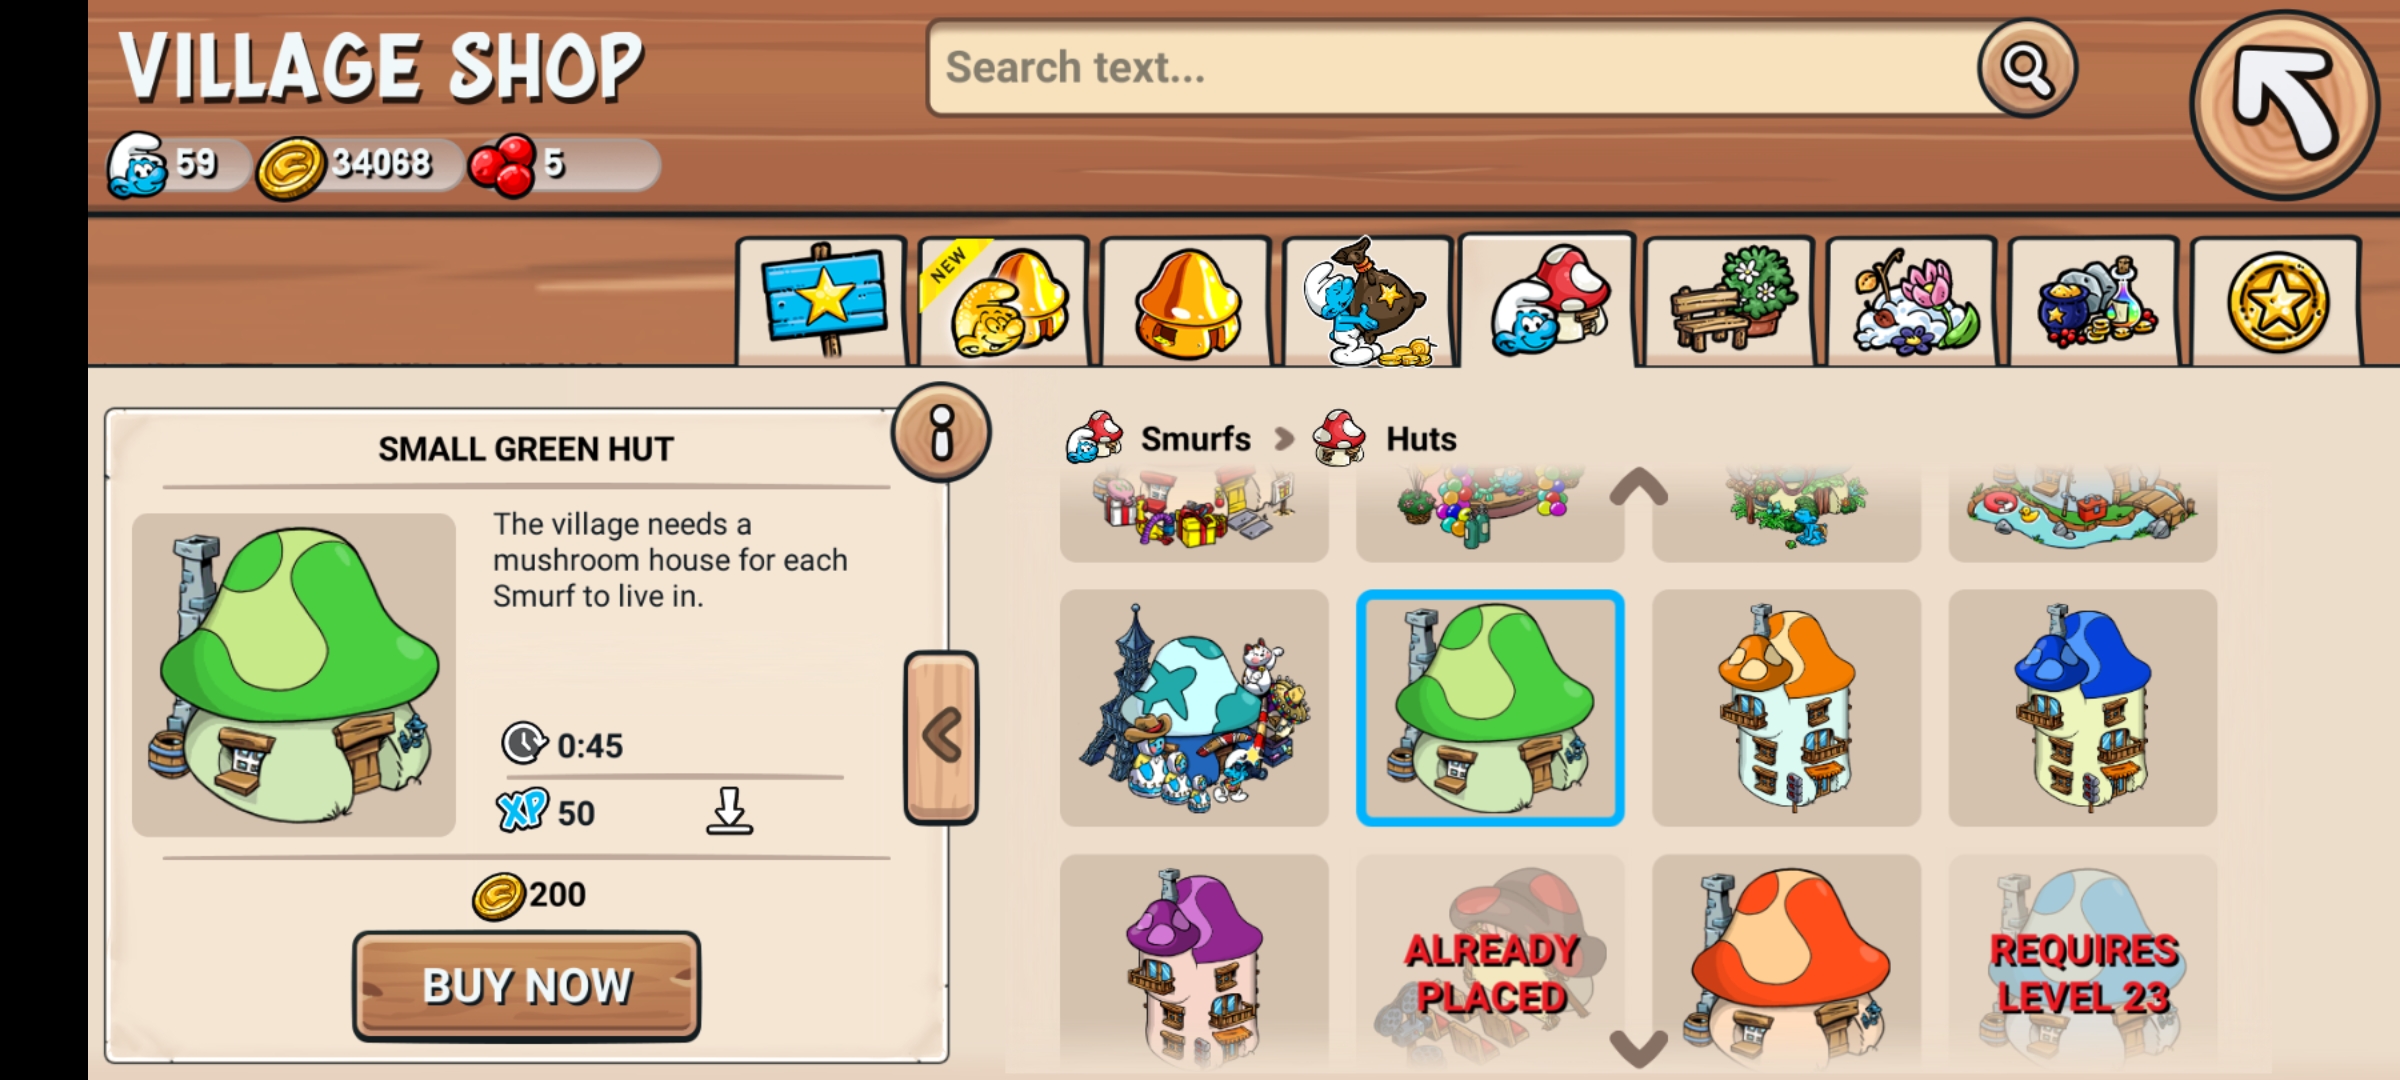 VILLAGE SHOP
Search text...
59
34068
5
NEW
SMALL GREEN HUT
The village needs a
mushroom house for each
Smurf to live in.
0:45
XP 50
200
BUY NOW
Smurfs
Huts
ALREADY
PLACED
REQUIRES
LEVEL 23